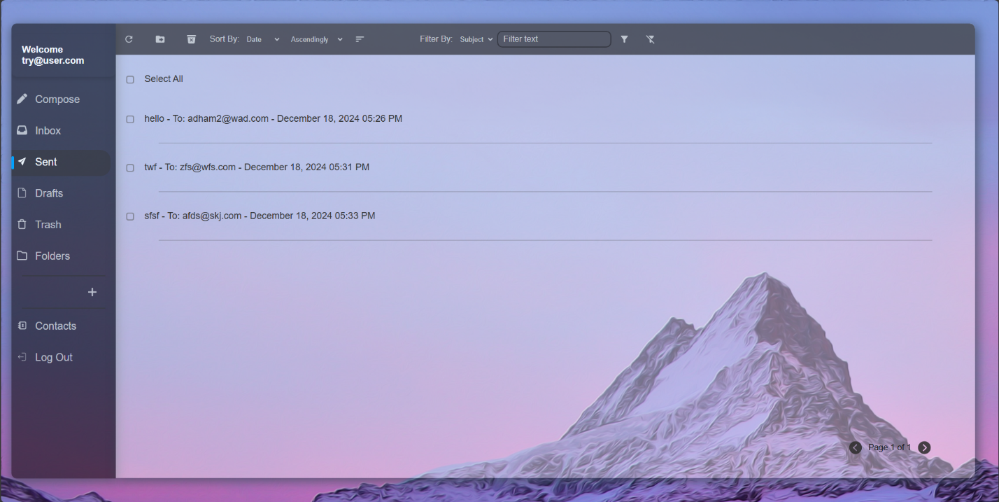 Welcome
try@user.com
Compose
Inbox
Sent
Drafts
Trash
Folders
Contacts
Log Out
Sort By: Date Ascendingly Filter By: Subject Filter text
Select All
hello - To: adham2@wad.com - December 18, 2024 05:26 PM
twf - To: zfs@wfs.com - December 18, 2024 05:31 PM
sfsf - To: afds@skj.com - December 18, 2024 05:33 PM
Page 1 of 1